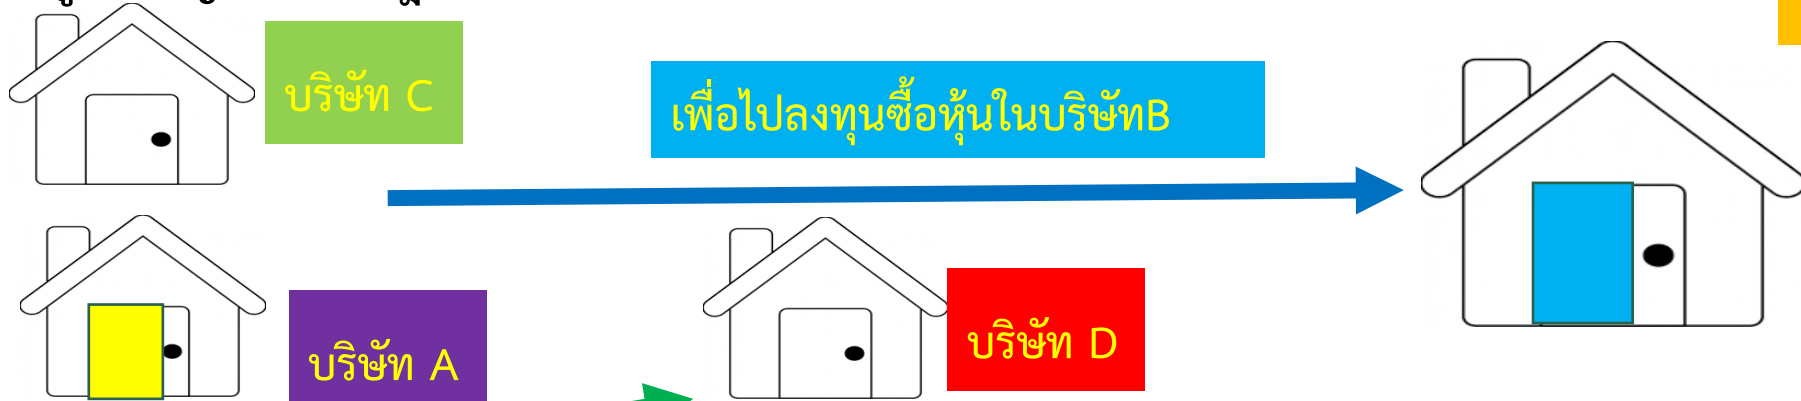 บริษัท C
เพื่อไปลงทุนซื้อหุ้นในบริษัทB
บริษัท A
บริษัท D